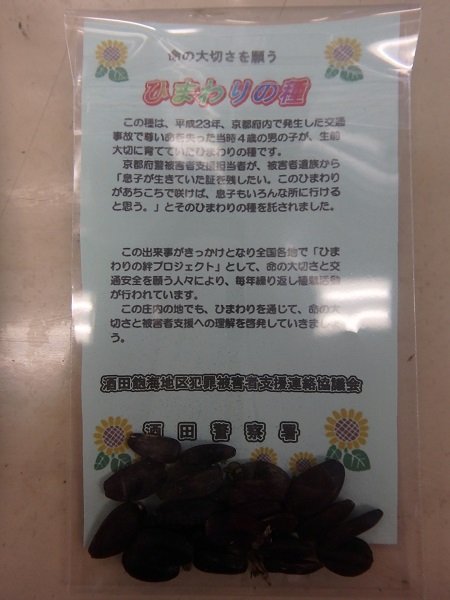 命の大切さを願う
ひまわりの種
この種は、平成23年、京都府内で発生した交通
事故で尊い命を失った当時4歳の男の子が、生前
大切に育てていたひまわりの種です。
京都府警被害者支援担当者が、被害者遺族から
「息子が生きていた証を残したい。このひまわり
があちこちで咲けば、息子もいろんな所に行ける
と思う。」とそのひまわりの種を託されました。
この出来事がきっかけとなり全国各地で「ひま
わりの絆プロジェクト」として、命の大切さと交
通安全を願う人々により、毎年繰り返し植栽活動
が行われています。
この庄内の地でも、ひまわりを通じて、命の大
切さと被害者支援への理解を啓発していきましょ
う。
酒田飽海地区犯罪被害者支援連絡協議会
酒田警察署